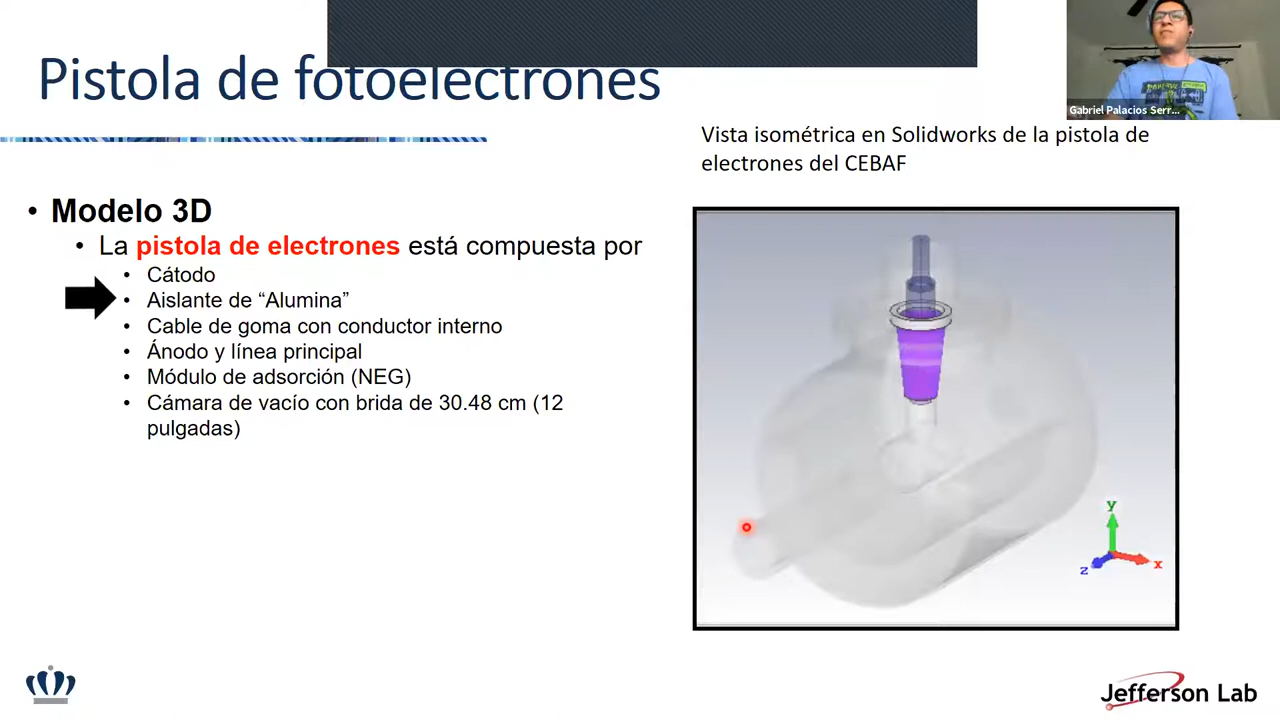 Pistola de fotoelectrones
Gabriel Palacios Serr...
Vista isométrica en Solidworks de la pistola de
electrones del CEBAF
• Modelo 3D
• La pistola de electrones está compuesta por
• Cátodo
• Aislante de “Alumina”
• Cable de goma con conductor interno
• Ánodo y línea principal
• Módulo de adsorción (NEG)
• Cámara de vacío con brida de 30.48 cm (12
pulgadas)
y
z
x
Jefferson Lab